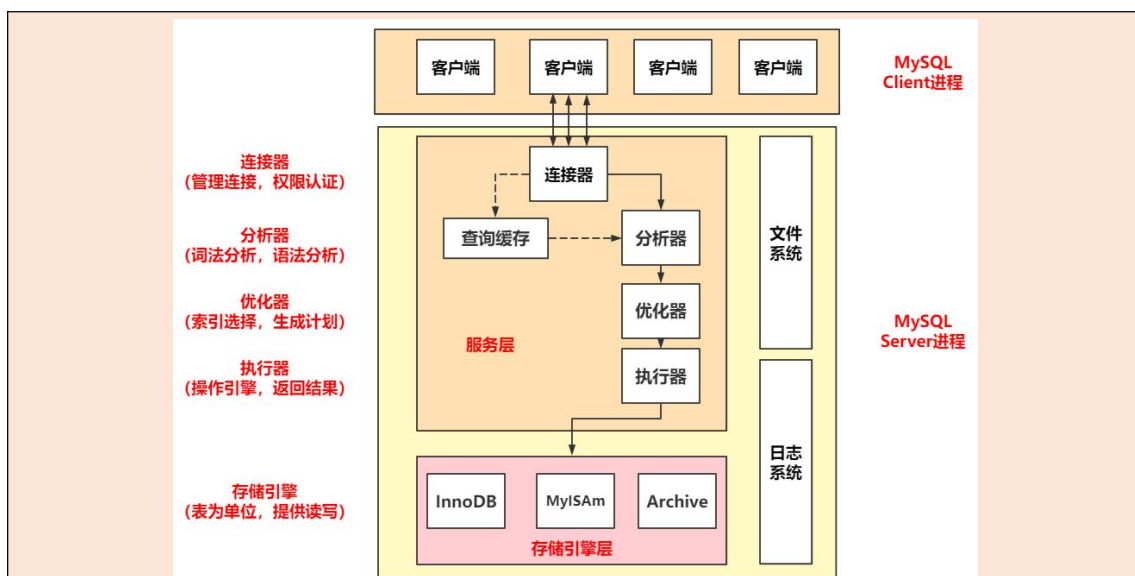 客户端
客户端
客户端
客户端
MySQL
Client进程
连接器
(管理连接，权限认证)
连接器
查询缓存
分析器
分析器
(词法分析，语法分析)
文件
系统
优化器
(索引选择，生成计划)
优化器
服务层
MySQL
Server进程
执行器
(操作引擎，返回结果)
执行器
日志
系统
存储引擎
(表为单位，提供读写)
InnoDB
MyISAm
Archive
存储引擎层